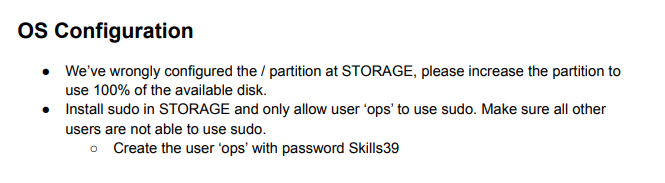 OS Configuration
● We've wrongly configured the / partition at STORAGE, please increase the partition to
use 100% of the available disk.
● Install sudo in STORAGE and only allow user 'ops' to use sudo. Make sure all other
users are not able to use sudo.
○ Create the user 'ops' with password Skills39